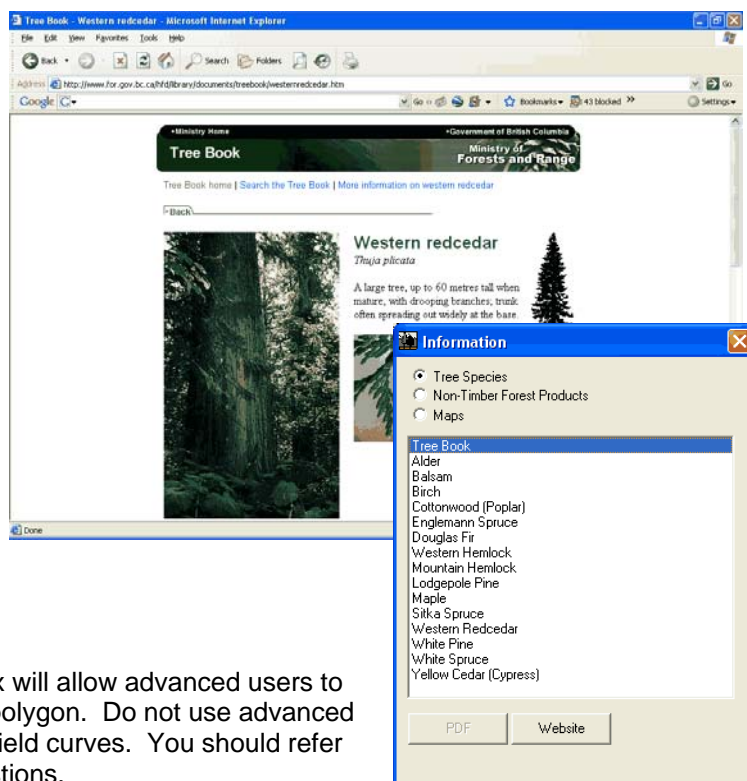 Tree Book - Western redcedar - Microsoft Internet Explorer
File Edit View Favorites Tools Help
Back Search Folders
Address http://www.for.gov.bc.ca/hfd/library/documents/treebook/westernredcedar.htm Go
Google Go Bookmarks 43 blocked Settings
•Ministry Home •Government of British Columbia
Tree Book Ministry of
Forests and Range
Tree Book home | Search the Tree Book | More information on western redcedar
Back
Western redcedar
Thuja plicata
A large tree, up to 60 metres tall when
mature, with drooping branches; trunk
often spreading out widely at the base.
Done
Information
Tree Species
Non-Timber Forest Products
Maps
Tree Book
Alder
Balsam
Birch
Cottonwood (Poplar)
Englemann Spruce
Douglas Fir
Western Hemlock
Mountain Hemlock
Lodgepole Pine
Maple
Sitka Spruce
Western Redcedar
White Pine
White Spruce
Yellow Cedar (Cypress)
PDF Website
will allow advanced users to
polygon. Do not use advanced
ield curves. You should refer
tions.